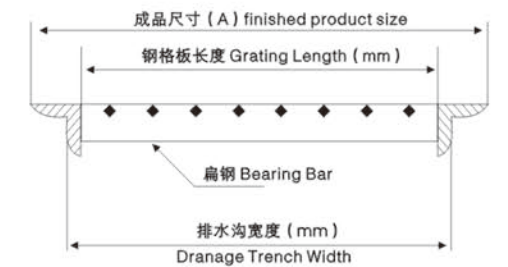 成品尺寸 ( A ) finished product size
钢格板长度 Grating Length ( mm )
扁钢 Bearing Bar
排水沟宽度 ( mm )
Dranage Trench Width